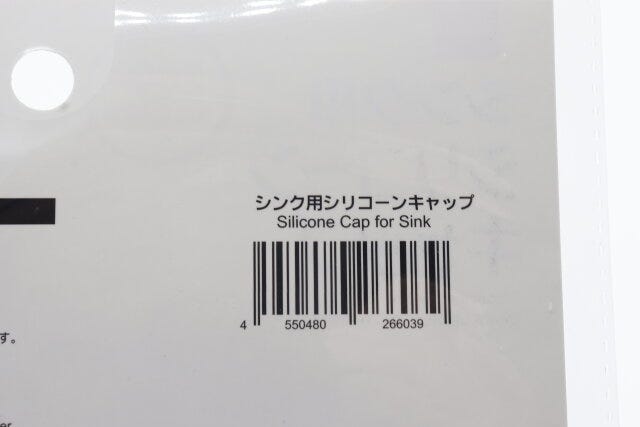 シンク用シリコーンキャップ
Silicone Cap for Sink
4 550480 266039
す。
er